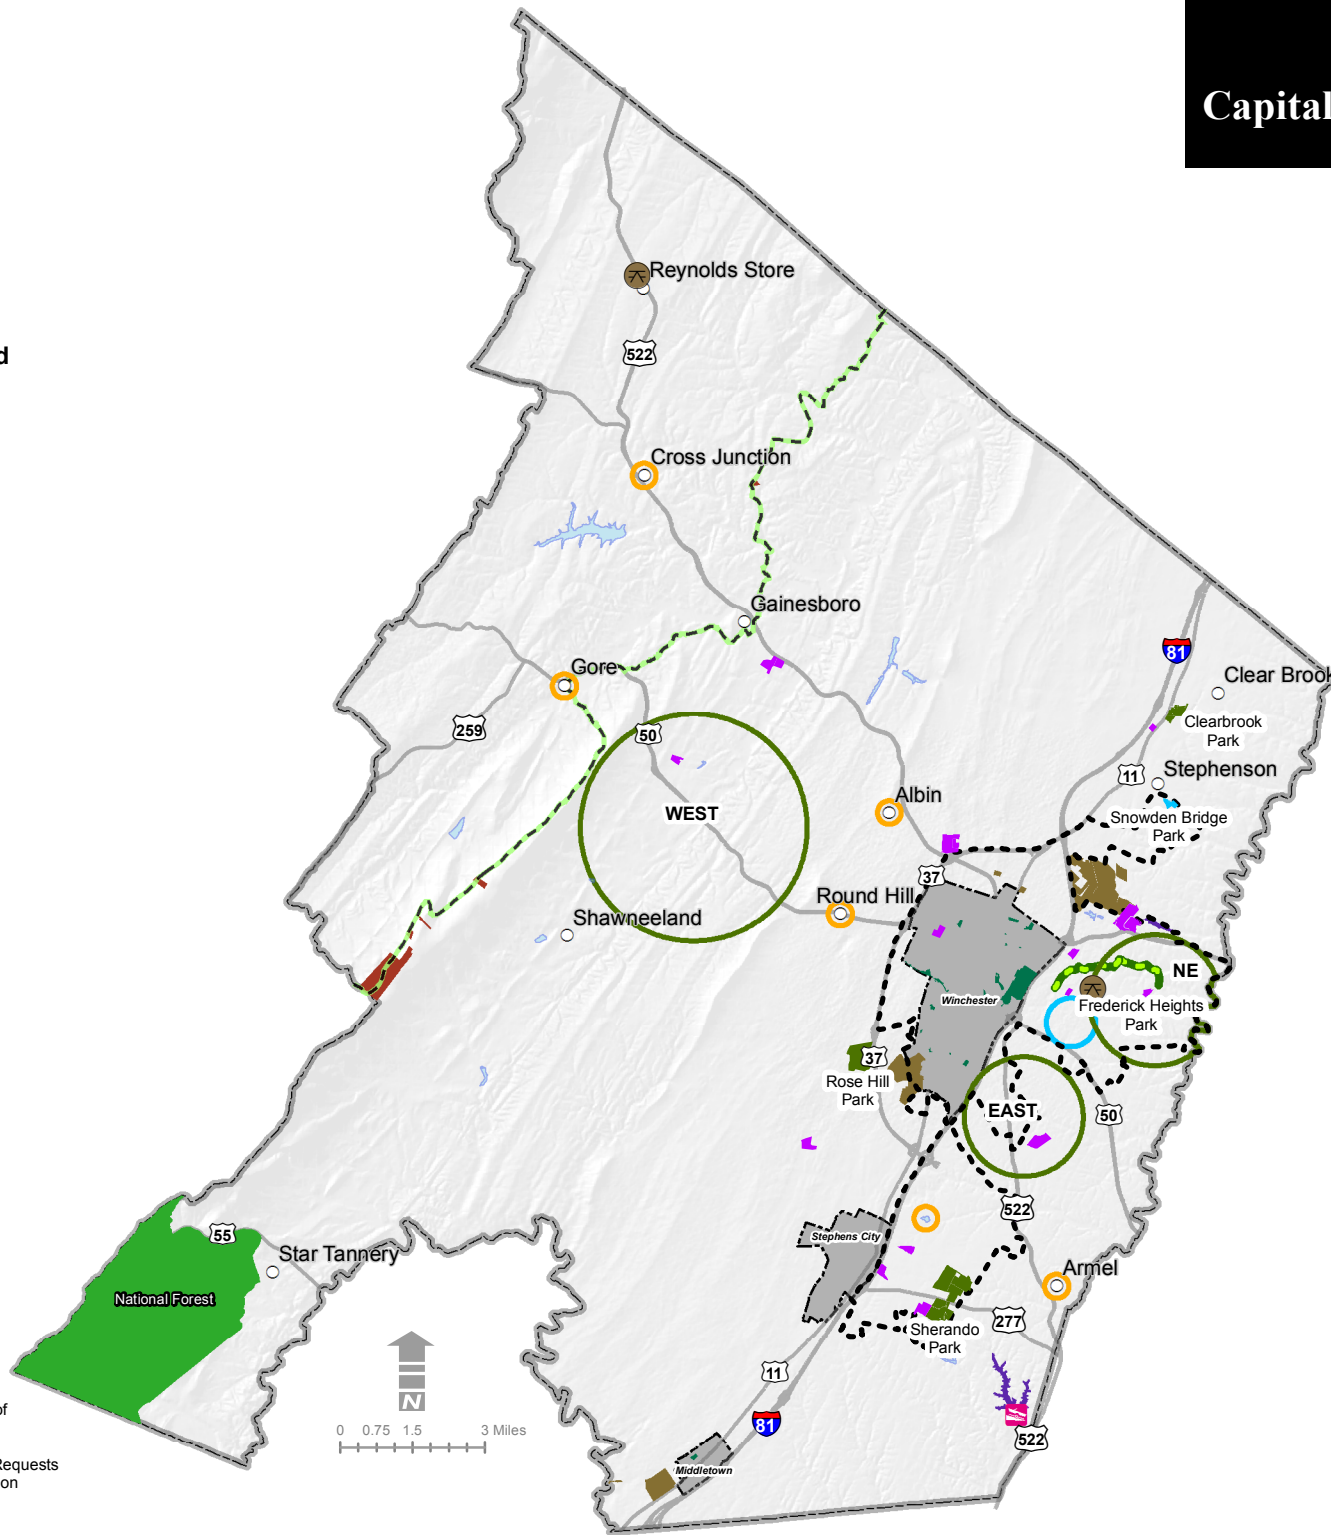 Capital
Reynolds Store
d
522
Cross Junction
Gainesboro
81
Gore
Clear Brook
Clearbrook
Park
259
50
11
Stephenson
WEST
Albin
Snowden Bridge
Park
37
Round Hill
Shawneeland
NE
Winchester
Frederick Heights
Park
37
Rose Hill
Park
EAST
50
522
55
Stephens City
Star Tannery
Armel
National Forest
277
Sherando
Park
N
11
of
0 0.75 1.5 3 Miles
81
522
Requests
on
Middletown